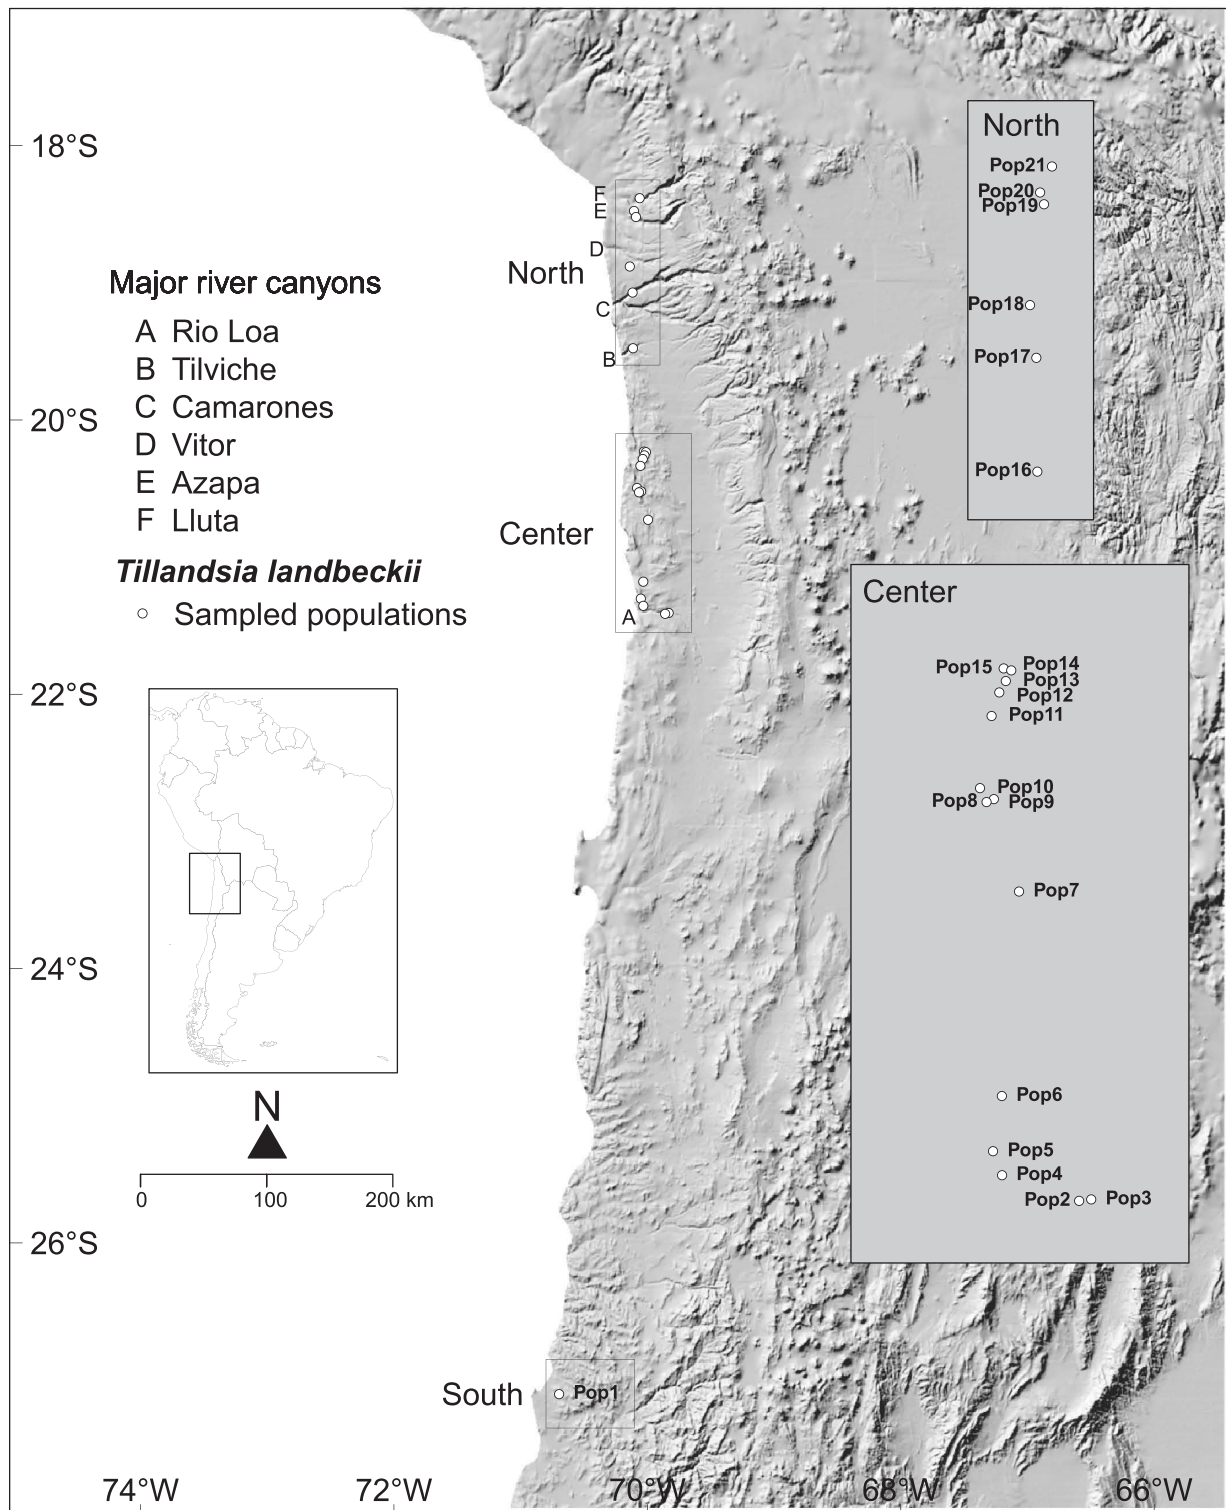 18°S
20°S
22°S
24°S
26°S
74°W
72°W
70°W
68°W
66°W
Major river canyons
A Rio Loa
B Tilviche
C Camarones
D Vitor
E Azapa
F Lluta
Tillandsia landbeckii
Sampled populations
N
0 100 200 km
F
E
D
North
C
B
Center
A
South
Pop1
North
Pop21
Pop20
Pop19
Pop18
Pop17
Pop16
Center
Pop15 Pop14
Pop13
Pop12
Pop11
Pop10
Pop8 Pop9
Pop7
Pop6
Pop5
Pop4
Pop2 Pop3